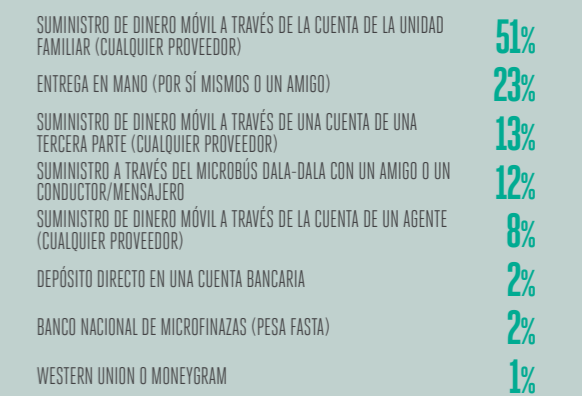 SUMINISTRO DE DINERO MÓVIL A TRAVÉS DE LA CUENTA DE LA UNIDAD
FAMILIAR (CUALQUIER PROVEEDOR)
51%
ENTREGA EN MANO (POR SÍ MISMOS O UN AMIGO)
23%
SUMINISTRO DE DINERO MÓVIL A TRAVÉS DE UNA CUENTA DE UNA
TERCERA PARTE (CUALQUIER PROVEEDOR)
13%
SUMINISTRO A TRAVÉS DEL MICROBÚS DALA-DALA CON UN AMIGO O UN
CONDUCTOR/MENSAJERO
12%
SUMINISTRO DE DINERO MÓVIL A TRAVÉS DE LA CUENTA DE UN AGENTE
(CUALQUIER PROVEEDOR)
8%
DEPÓSITO DIRECTO EN UNA CUENTA BANCARIA
2%
BANCO NACIONAL DE MICROFINAZAS (PESA FASTA)
2%
WESTERN UNION O MONEYGRAM
1%